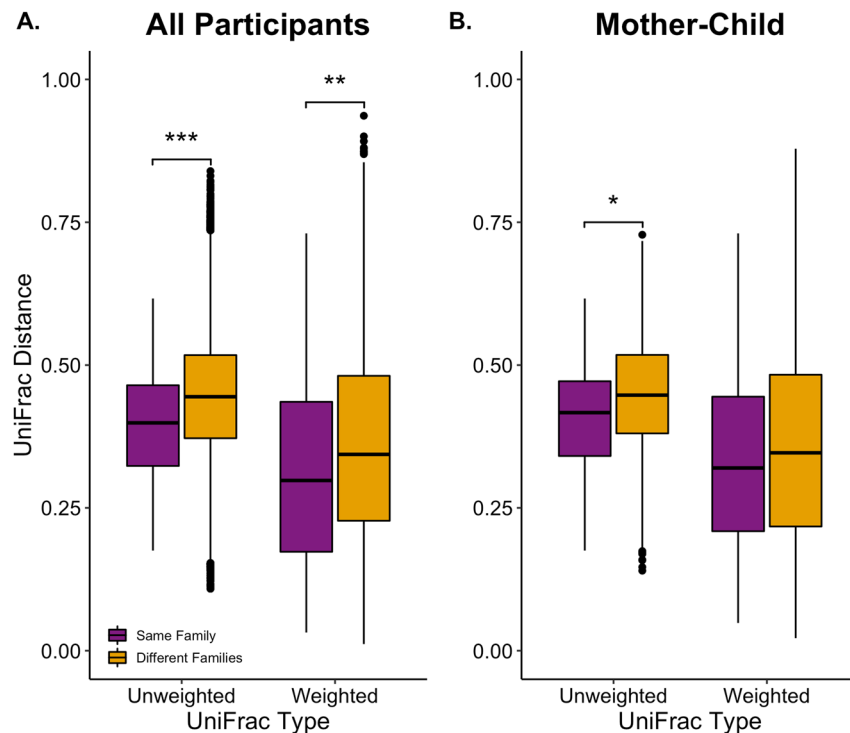 A.
All Participants
B.
Mother-Child
UniFrac Distance
1.00
0.75
0.50
0.25
0.00
***
**
Same Family
Different Families
Unweighted
Weighted
UniFrac Type
1.00
0.75
0.50
0.25
0.00
*
Unweighted
Weighted
UniFrac Type